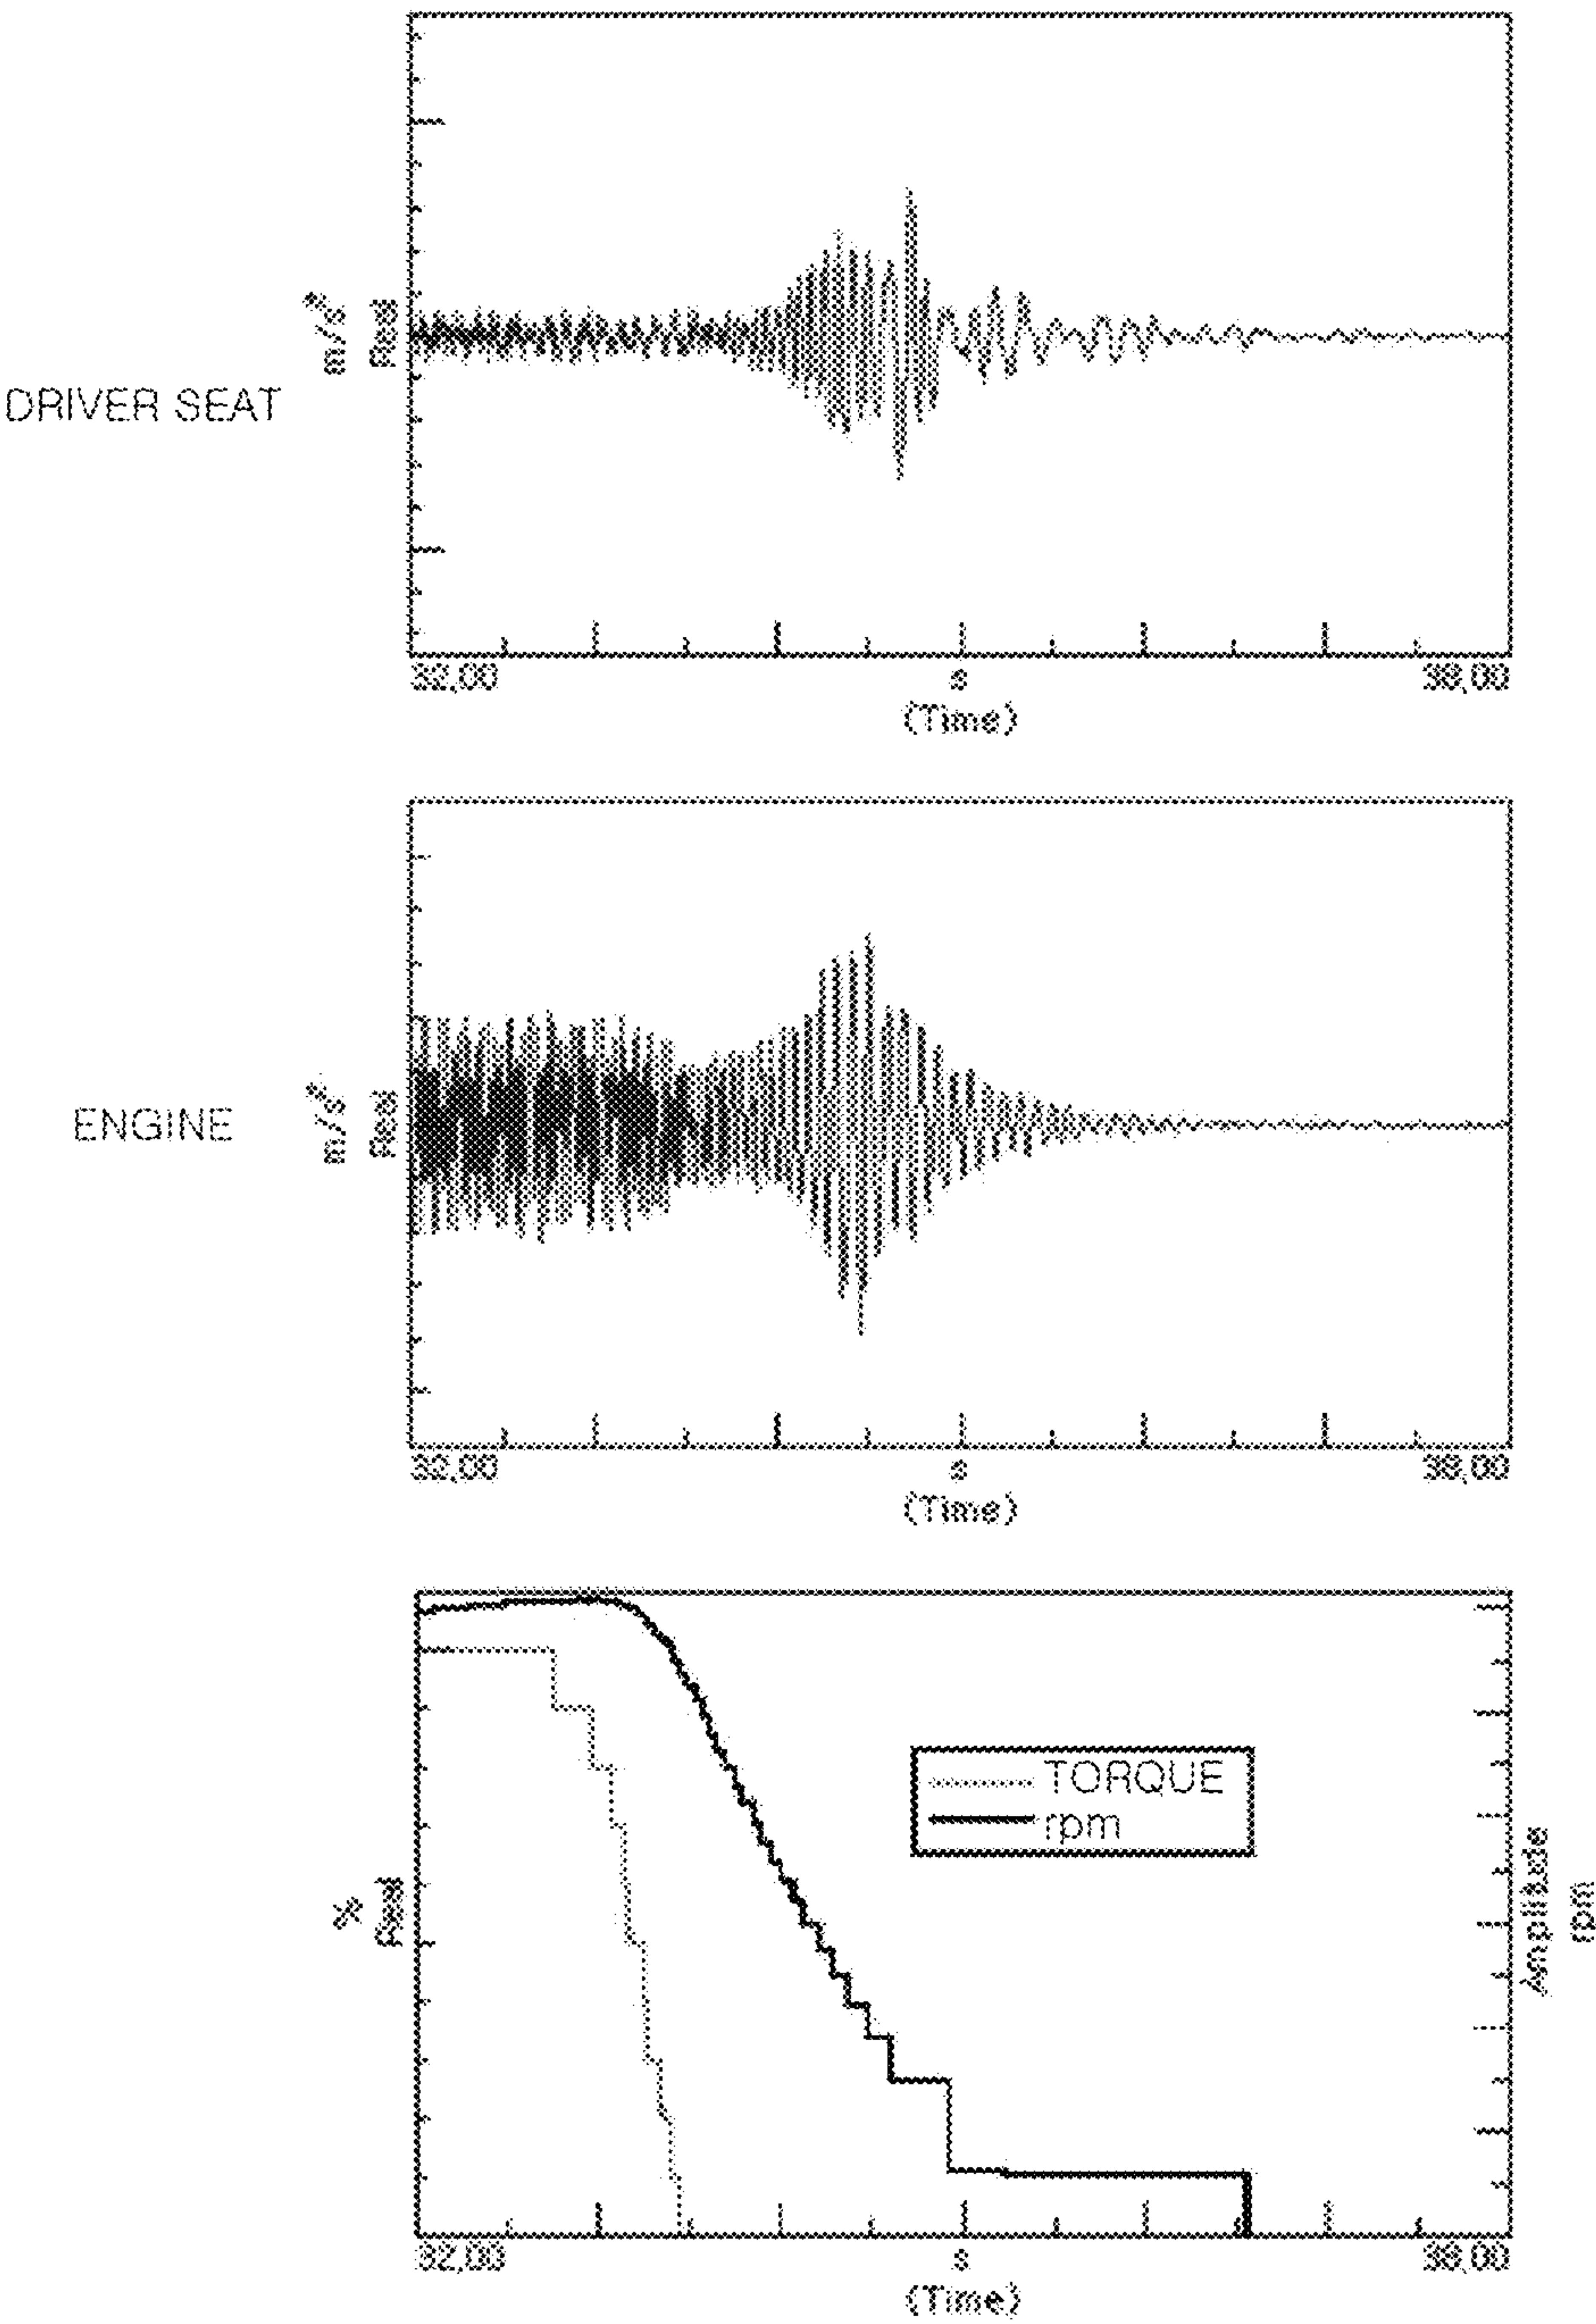 DRIVER SEAT
m/s²
Real
32,00
s
38,00
(Time)
ENGINE
m/s²
Real
32,00
s
38,00
(Time)
TORQUE
rpm
%
Real
Amplitude
rpm
32,00
s
38,00
(Time)